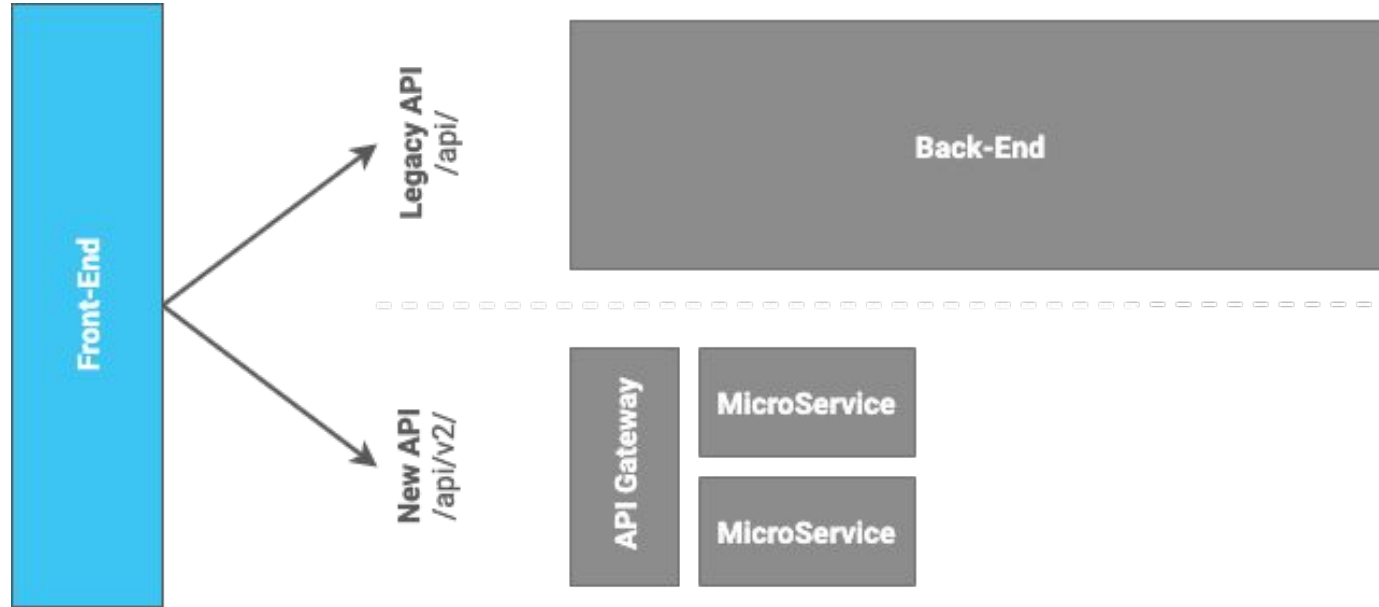 Front-End
Legacy API
/api/
Back-End
New API
/api/v2/
API Gateway
MicroService
MicroService